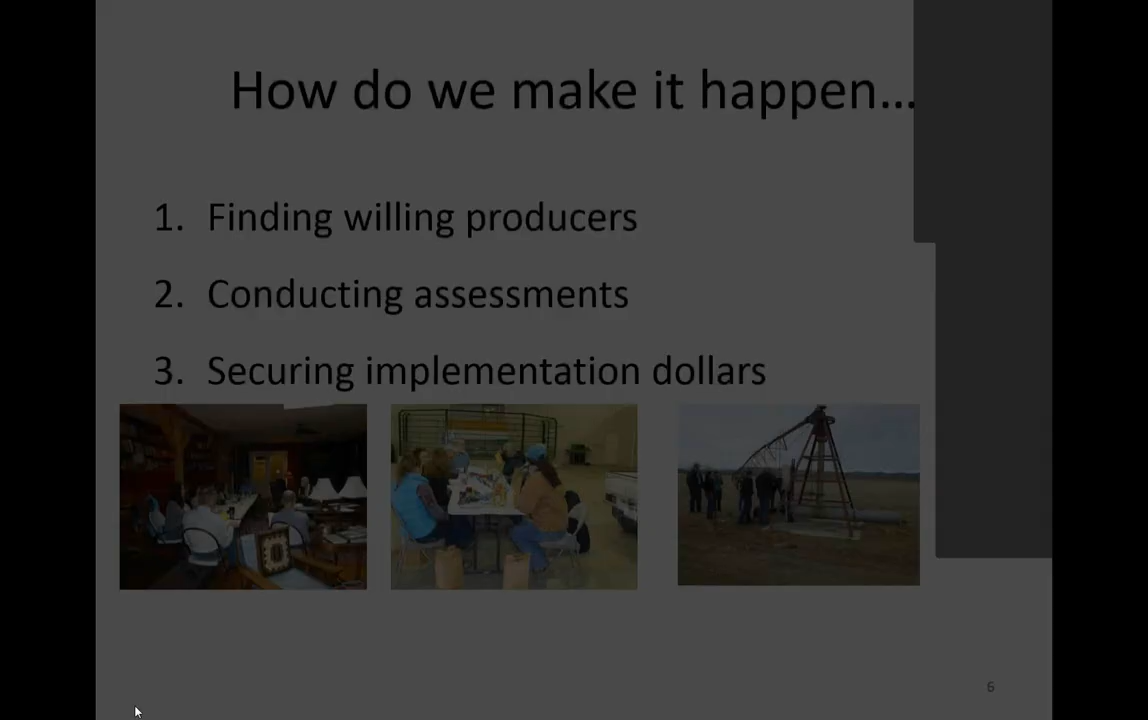 How do we make it happen...
1. Finding willing producers
2. Conducting assessments
3. Securing implementation dollars
6